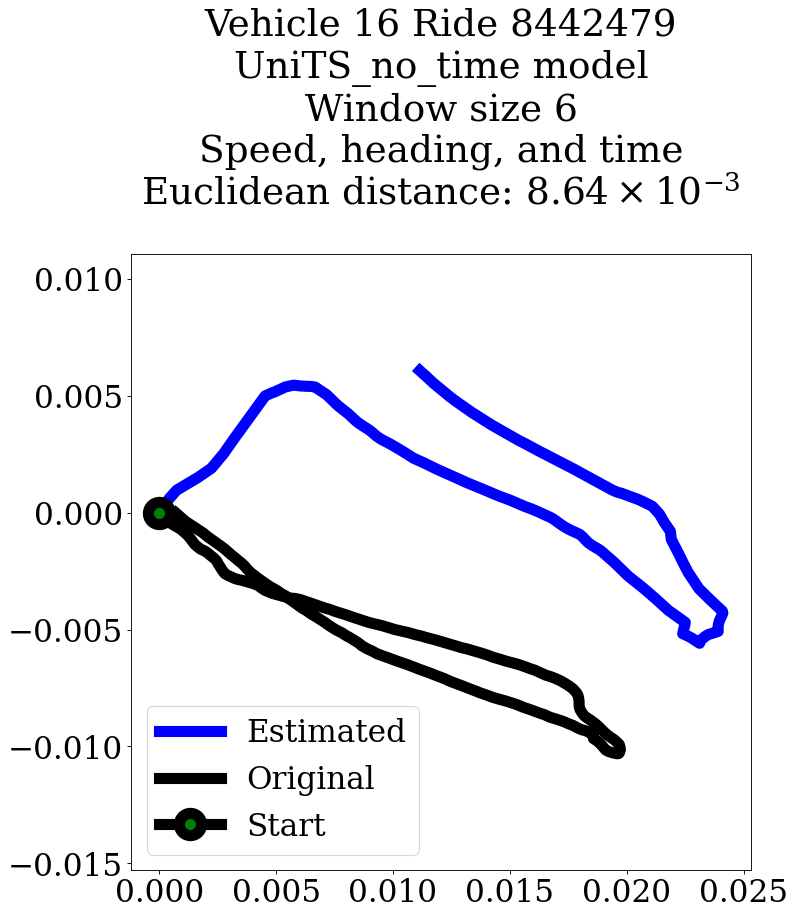 Vehicle 16 Ride 8442479
UniTS_no_time model
Window size 6
Speed, heading, and time
Euclidean distance: 8.64 × 10⁻³
0.010
0.005
0.000
−0.005
−0.010
−0.015
Estimated
Original
Start
0.000 0.005 0.010 0.015 0.020 0.025